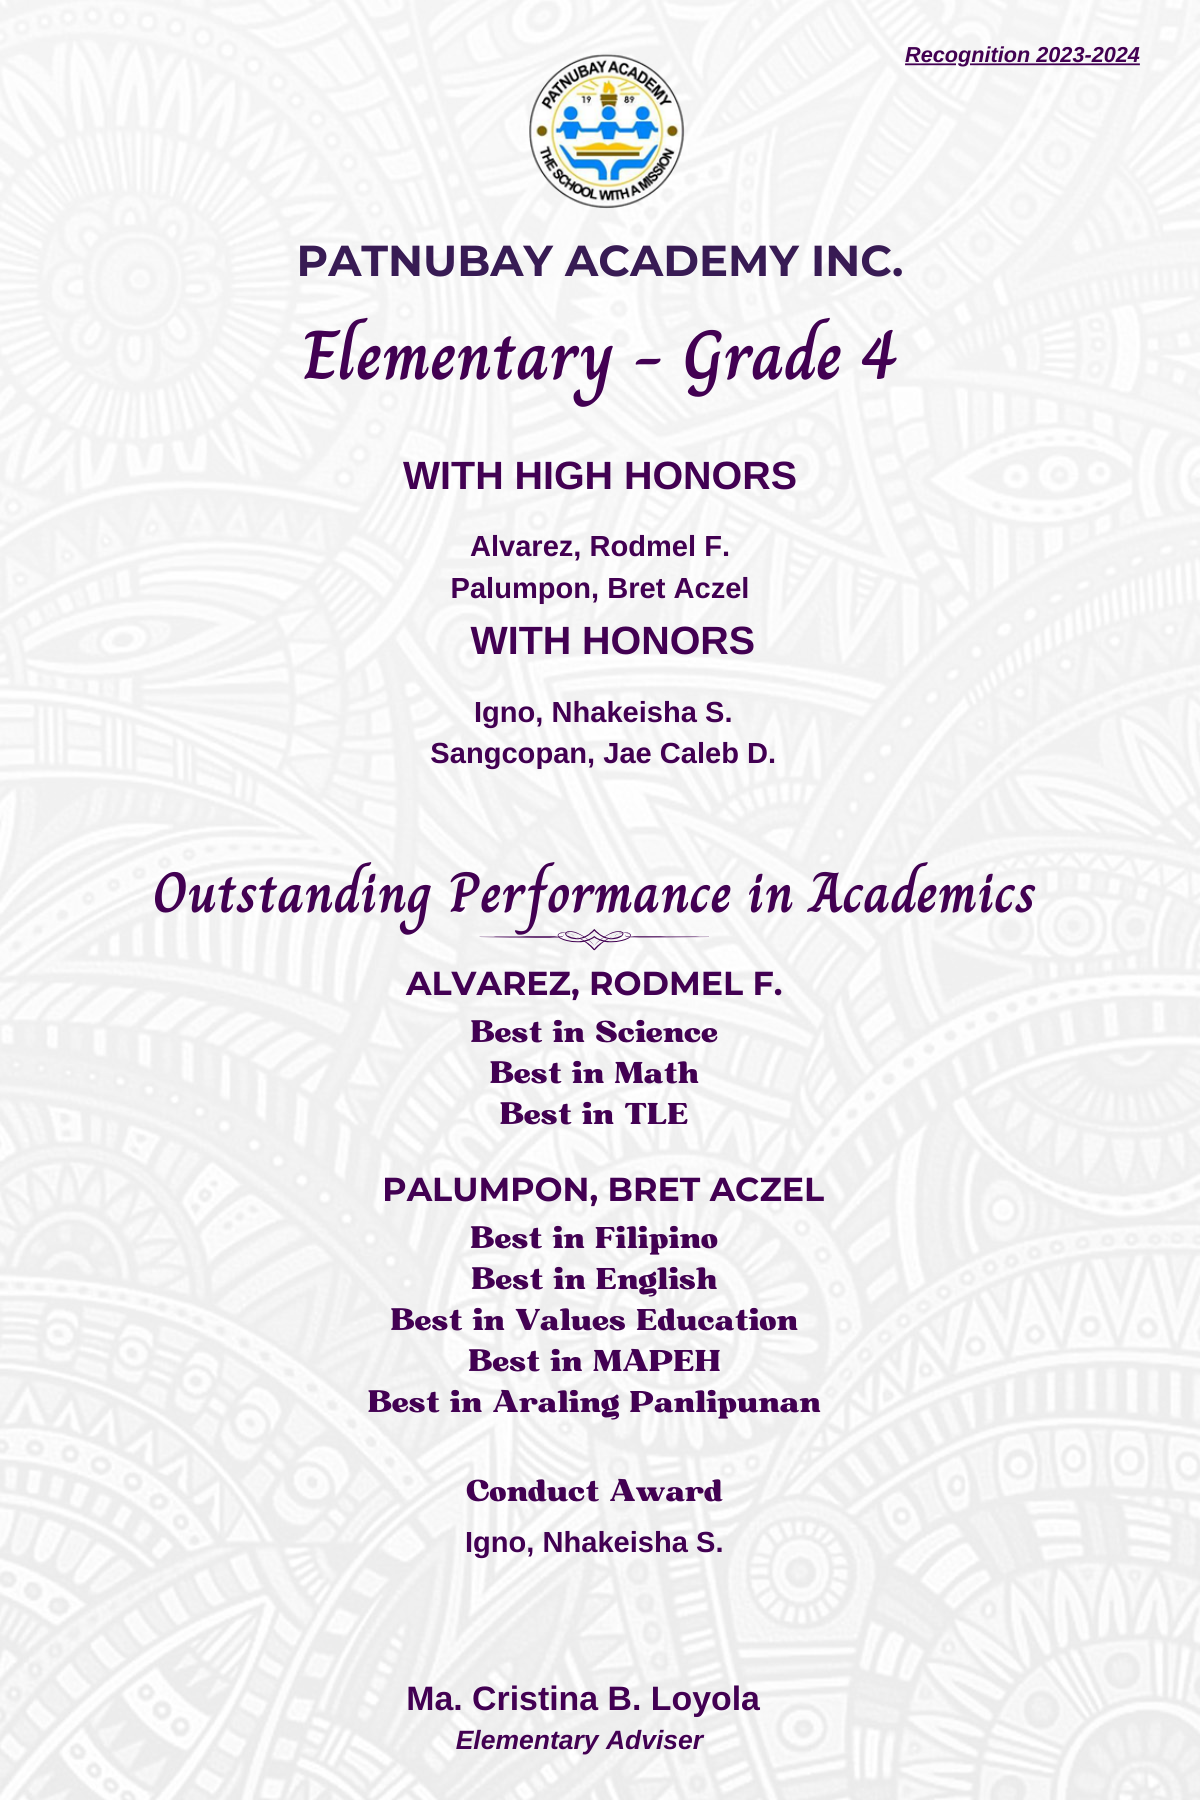 Recognition 2023-2024
PATNUBAY ACADEMY
19 89
THE SCHOOL WITH A MISSION
PATNUBAY ACADEMY INC.
Elementary - Grade 4
WITH HIGH HONORS
Alvarez, Rodmel F.
Palumpon, Bret Aczel
WITH HONORS
Igno, Nhakeisha S.
Sangcopan, Jae Caleb D.
Outstanding Performance in Academics
ALVAREZ, RODMEL F.
Best in Science
Best in Math
Best in TLE
PALUMPON, BRET ACZEL
Best in Filipino
Best in English
Best in Values Education
Best in MAPEH
Best in Araling Panlipunan
Conduct Award
Igno, Nhakeisha S.
Ma. Cristina B. Loyola
Elementary Adviser